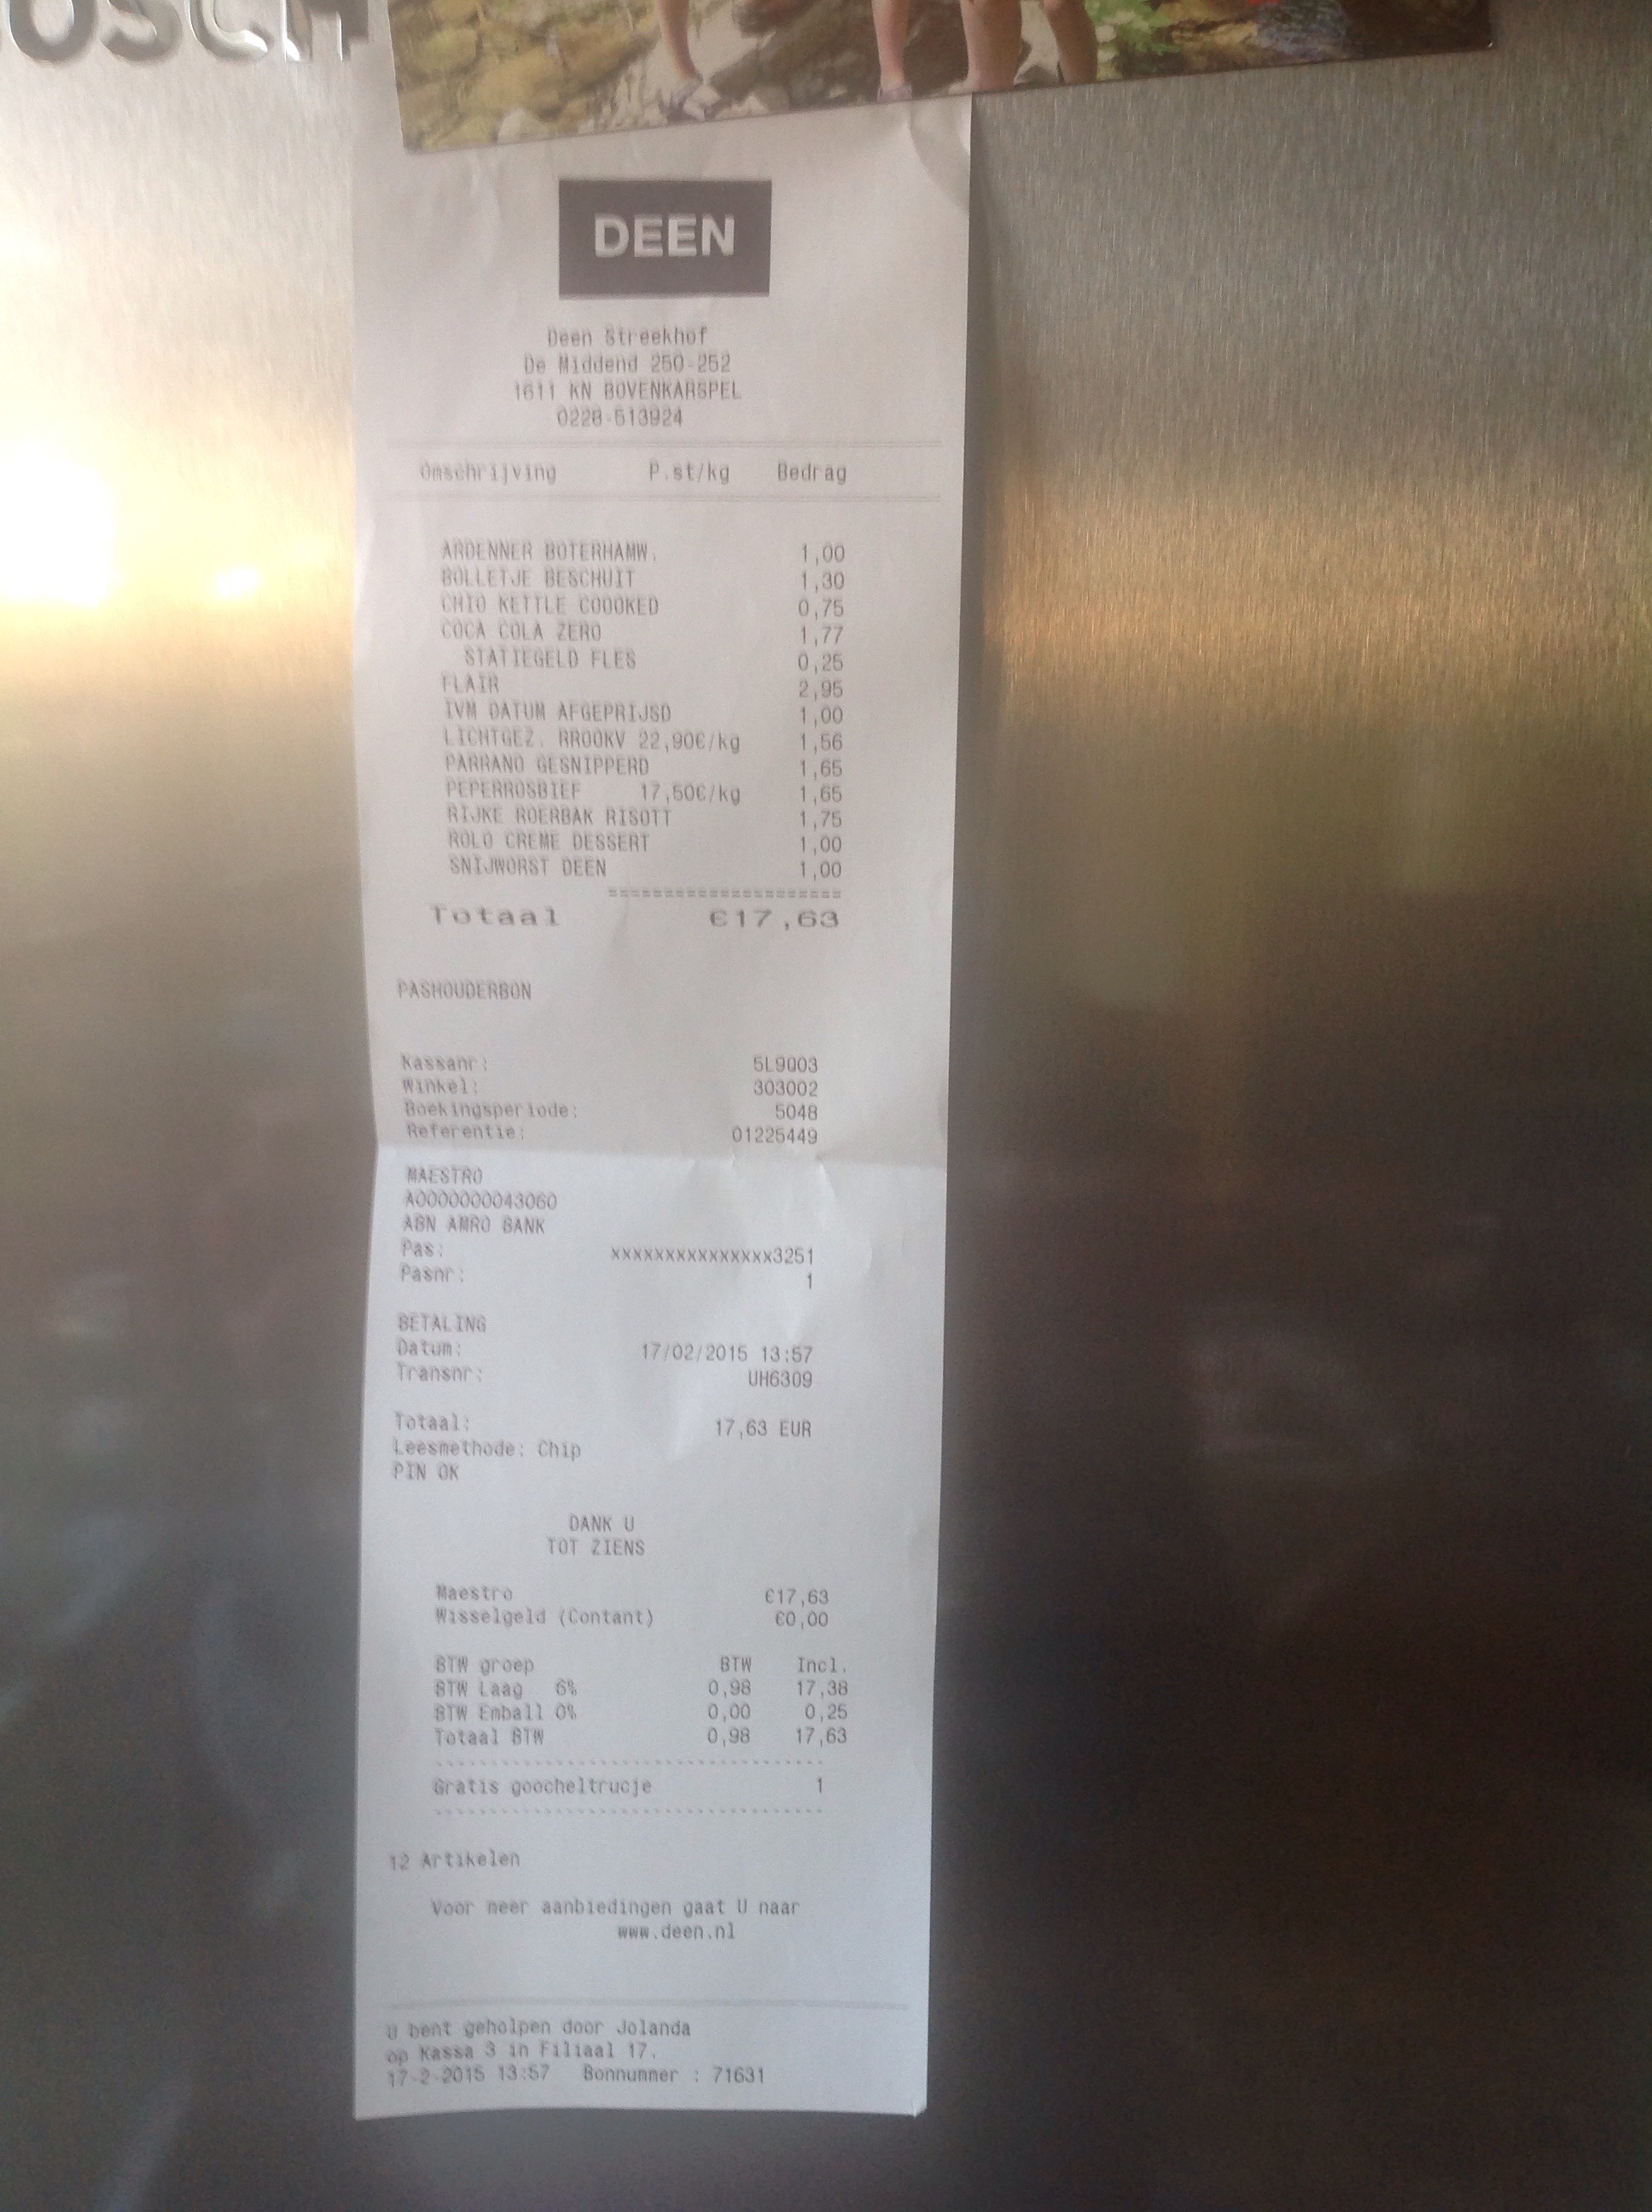 DEEN
Deen Streekhof
De Middend 250-252
1611 KN BOVENKARSPEL
0228-513924
Omschrijving P.st/kg Bedrag
ARDENNER BOTERHAMW. 1,00
BOLLETJE BESCHUIT 1,30
CHIO KETTLE COOOKED 0,75
COCA COLA ZERO 1,77
STATIEGELD FLES 0,25
FLAIR 2,95
IVM DATUM AFGEPRIJSD 1,00
LICHTGEZ. RROOKV 22,90€/kg 1,56
PARRANO GESNIPPERD 1,65
PEPERROSBIEF 17,50€/kg 1,65
RIJKE ROERBAK RISOTT 1,75
ROLO CREME DESSERT 1,00
SNIJWORST DEEN 1,00
=====================
Totaal €17,63
PASHOUDERBON
Kassanr: 5L9003
Winkel: 303002
Boekingsperiode: 5048
Referentie: 01225449
MAESTRO
A0000000043060
ABN AMRO BANK
Pas: xxxxxxxxxxxxxxx3251
Pasnr: 1
BETALING
Datum: 17/02/2015 13:57
Transnr: UH6309
Totaal: 17,63 EUR
Leesmethode: Chip
PIN OK
DANK U
TOT ZIENS
Maestro €17,63
Wisselgeld (Contant) €0,00
BTW groep BTW Incl.
BTW Laag 6% 0,98 17,38
BTW Emball 0% 0,00 0,25
Totaal BTW 0,98 17,63
Gratis goocheltrucje 1
12 Artikelen
Voor meer aanbiedingen gaat U naar
www.deen.nl
U bent geholpen door Jolanda
op Kassa 3 in Filiaal 17.
17-2-2015 13:57 Bonnummer : 71631